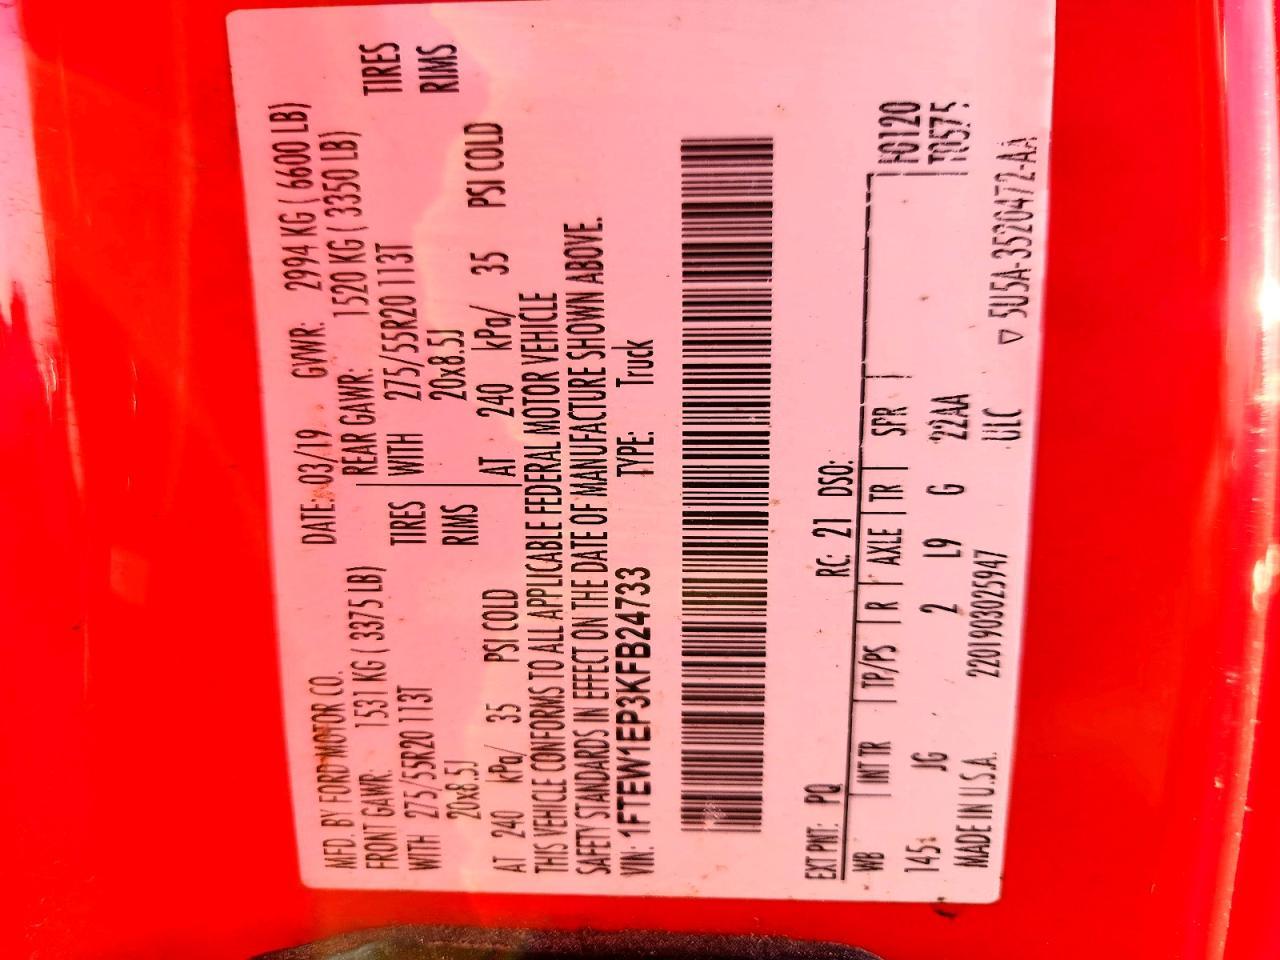 MFD. BY FORD MOTOR CO.
DATE: 03/19 GVWR: 2994 KG ( 6600 LB)
FRONT GAWR: 1531 KG ( 3375 LB) REAR GAWR: 1520 KG ( 3350 LB)
WITH 275/55R20 113T TIRES WITH 275/55R20 113T TIRES
20x8.5J RIMS 20x8.5J RIMS
AT 240 kPa/ 35 PSI COLD AT 240 kPa/ 35 PSI COLD
THIS VEHICLE CONFORMS TO ALL APPLICABLE FEDERAL MOTOR VEHICLE
SAFETY STANDARDS IN EFFECT ON THE DATE OF MANUFACTURE SHOWN ABOVE.
VIN: 1FTEW1EP3KFB24733 TYPE: Truck
EXT PNT: PQ RC: 21 DSO:
WB INT TR TP/PS R AXLE TR SPR
145 JG 2 L9 G 22AA
T0575
MADE IN U.S.A. 2201903025947 ULC
▽ 5U5A-3520472-AA